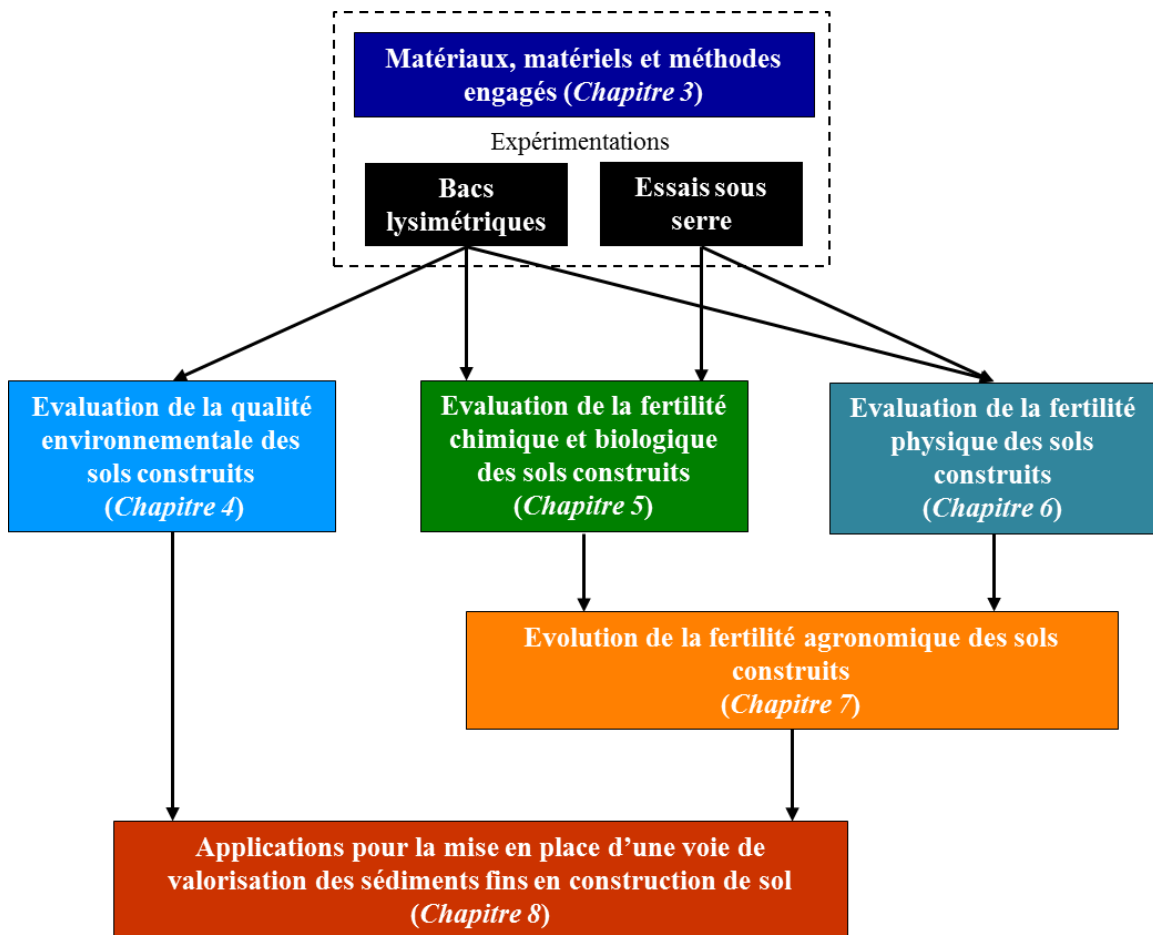 Matériaux, matériels et méthodes
engagés (Chapitre 3)
Expérimentations
Bacs
lysimétriques
Essais sous
serre
Evaluation de la qualité
environnementale des
sols construits
(Chapitre 4)
Evaluation de la fertilité
chimique et biologique
des sols construits
(Chapitre 5)
Evaluation de la fertilité
physique des sols
construits
(Chapitre 6)
Evolution de la fertilité agronomique des sols
construits
(Chapitre 7)
Applications pour la mise en place d’une voie de
valorisation des sédiments fins en construction de sol
(Chapitre 8)